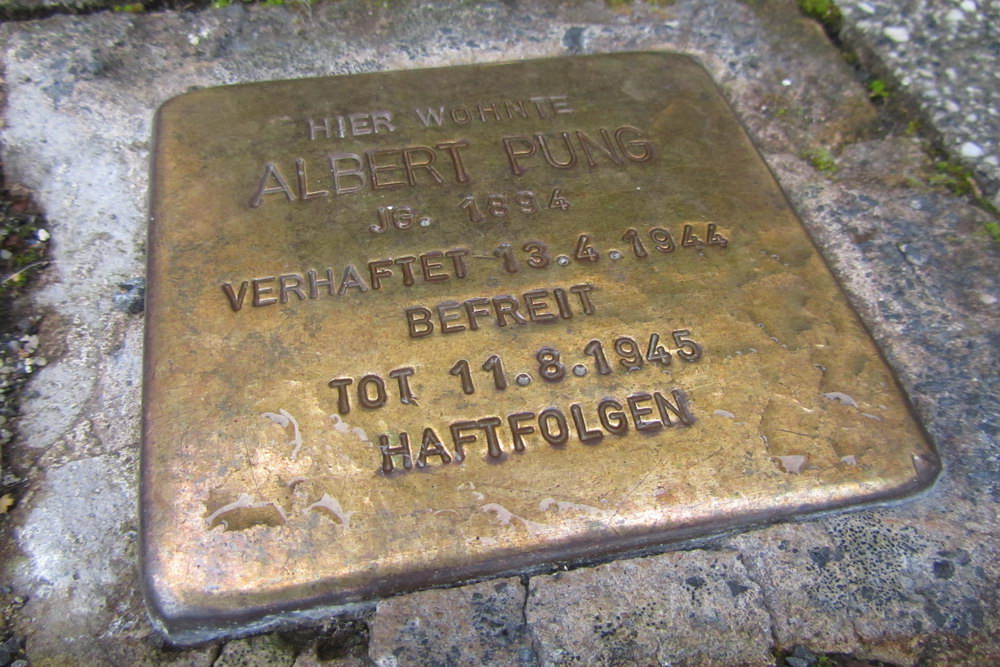 HIER WOHNTE
ALBERT PUNG
JG. 1894
VERHAFTET 13.4.1944
BEFREIT
TOT 11.8.1945
HAFTFOLGEN